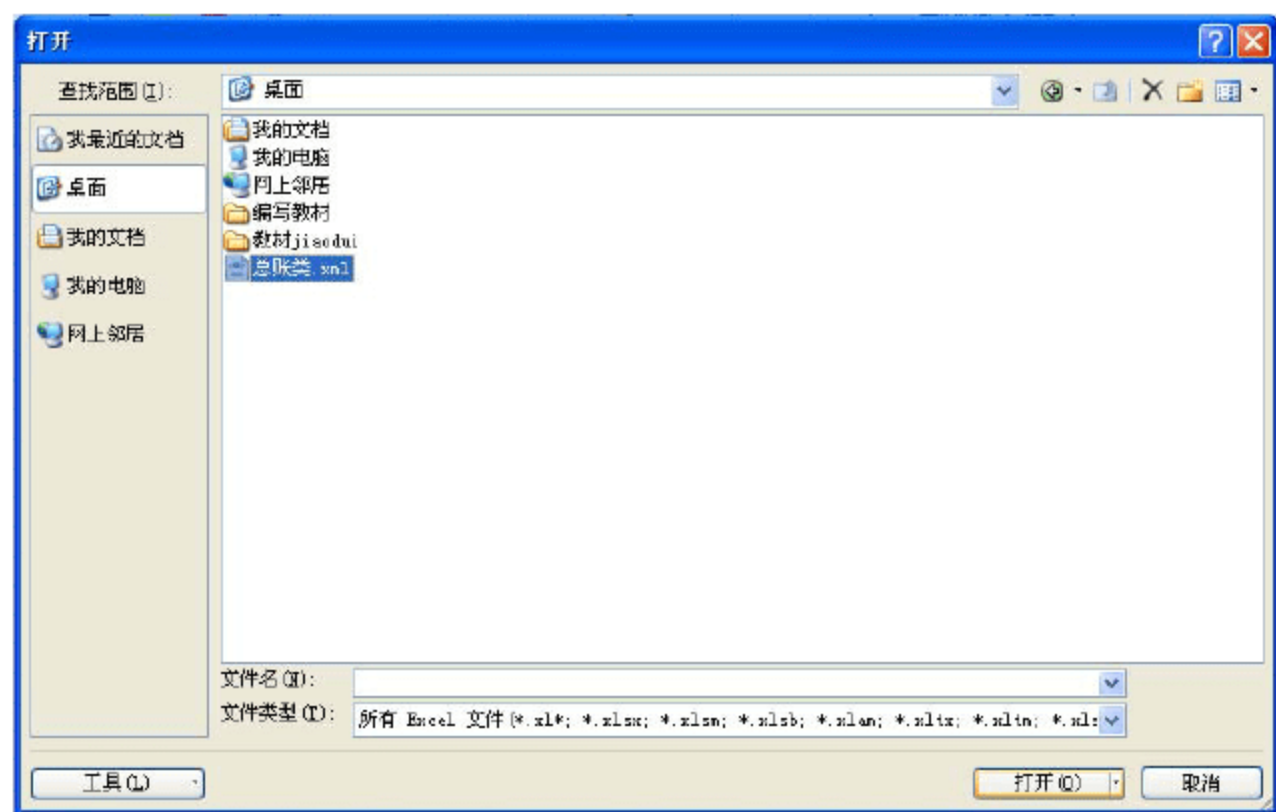 打开
查找范围(I):
桌面
我最近的文档
桌面
我的文档
我的电脑
网上邻居
我的文档
我的电脑
网上邻居
编写教材
教材jiaodui
总账类.xml
文件名(N):
文件类型(T):
所有 Excel 文件(*.xl*; *.xlsx; *.xlsm; *.xlsb; *.xlam; *.xltx; *.xltm; *.xls
工具(L)
打开(O)
取消